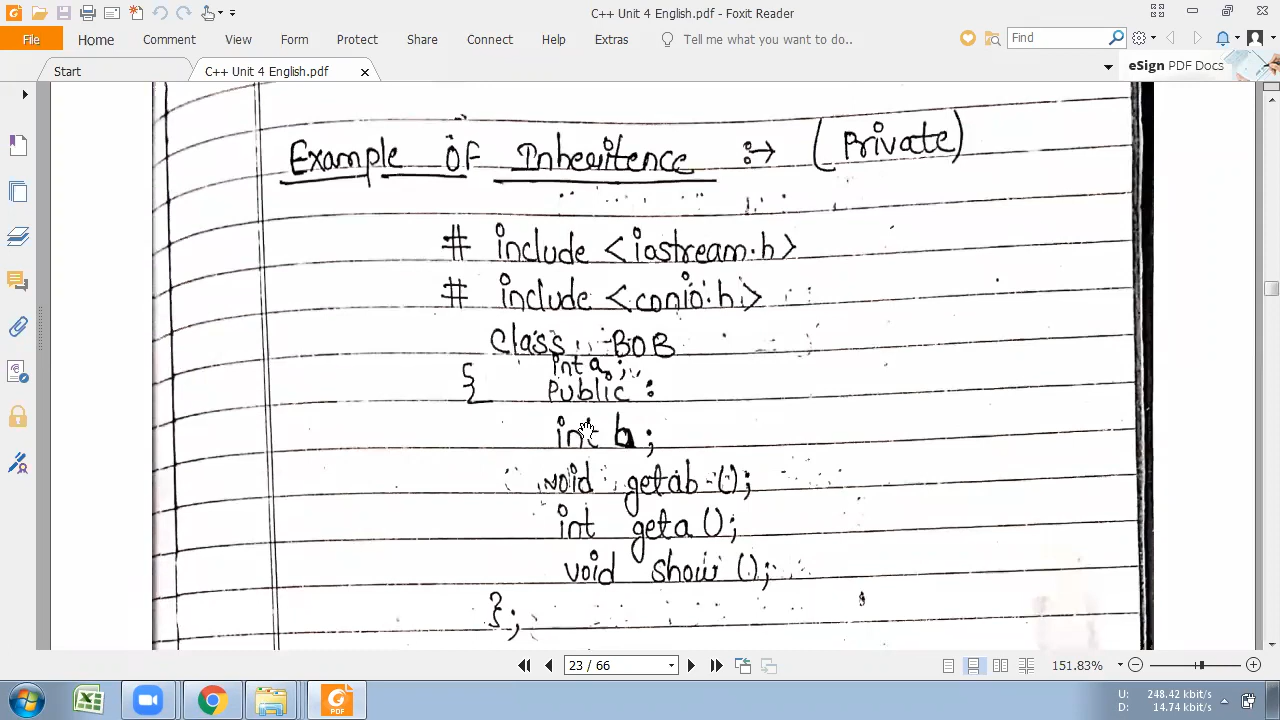 C++ Unit 4 English.pdf - Foxit Reader
File Home Comment View Form Protect Share Connect Help Extras Tell me what you want to do.. Find
Start C++ Unit 4 English.pdf eSign PDF Docs
Example Of Inheritence :→ (Private)
# include <iostream.h>
# include <conio.h>
Class BOB
int a;
{ Public :
int b;
void getab ();
int geta ();
void show ();
};
23 / 66 151.83%
U: 248.42 kbit/s
D: 14.74 kbit/s